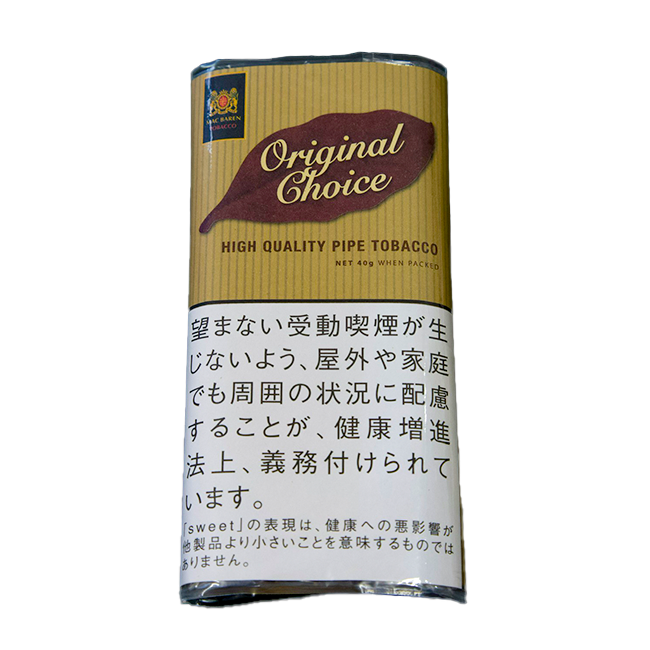 MAC BAREN
TOBACCO
Original
Choice
HIGH QUALITY PIPE TOBACCO
NET 40g WHEN PACKED
望まない受動喫煙が生
じないよう、屋外や家庭
でも周囲の状況に配慮
することが、健康増進
法上、義務付けられて
います。
「sweet」の表現は、健康への悪影響が
他製品より小さいことを意味するものでは
ありません。